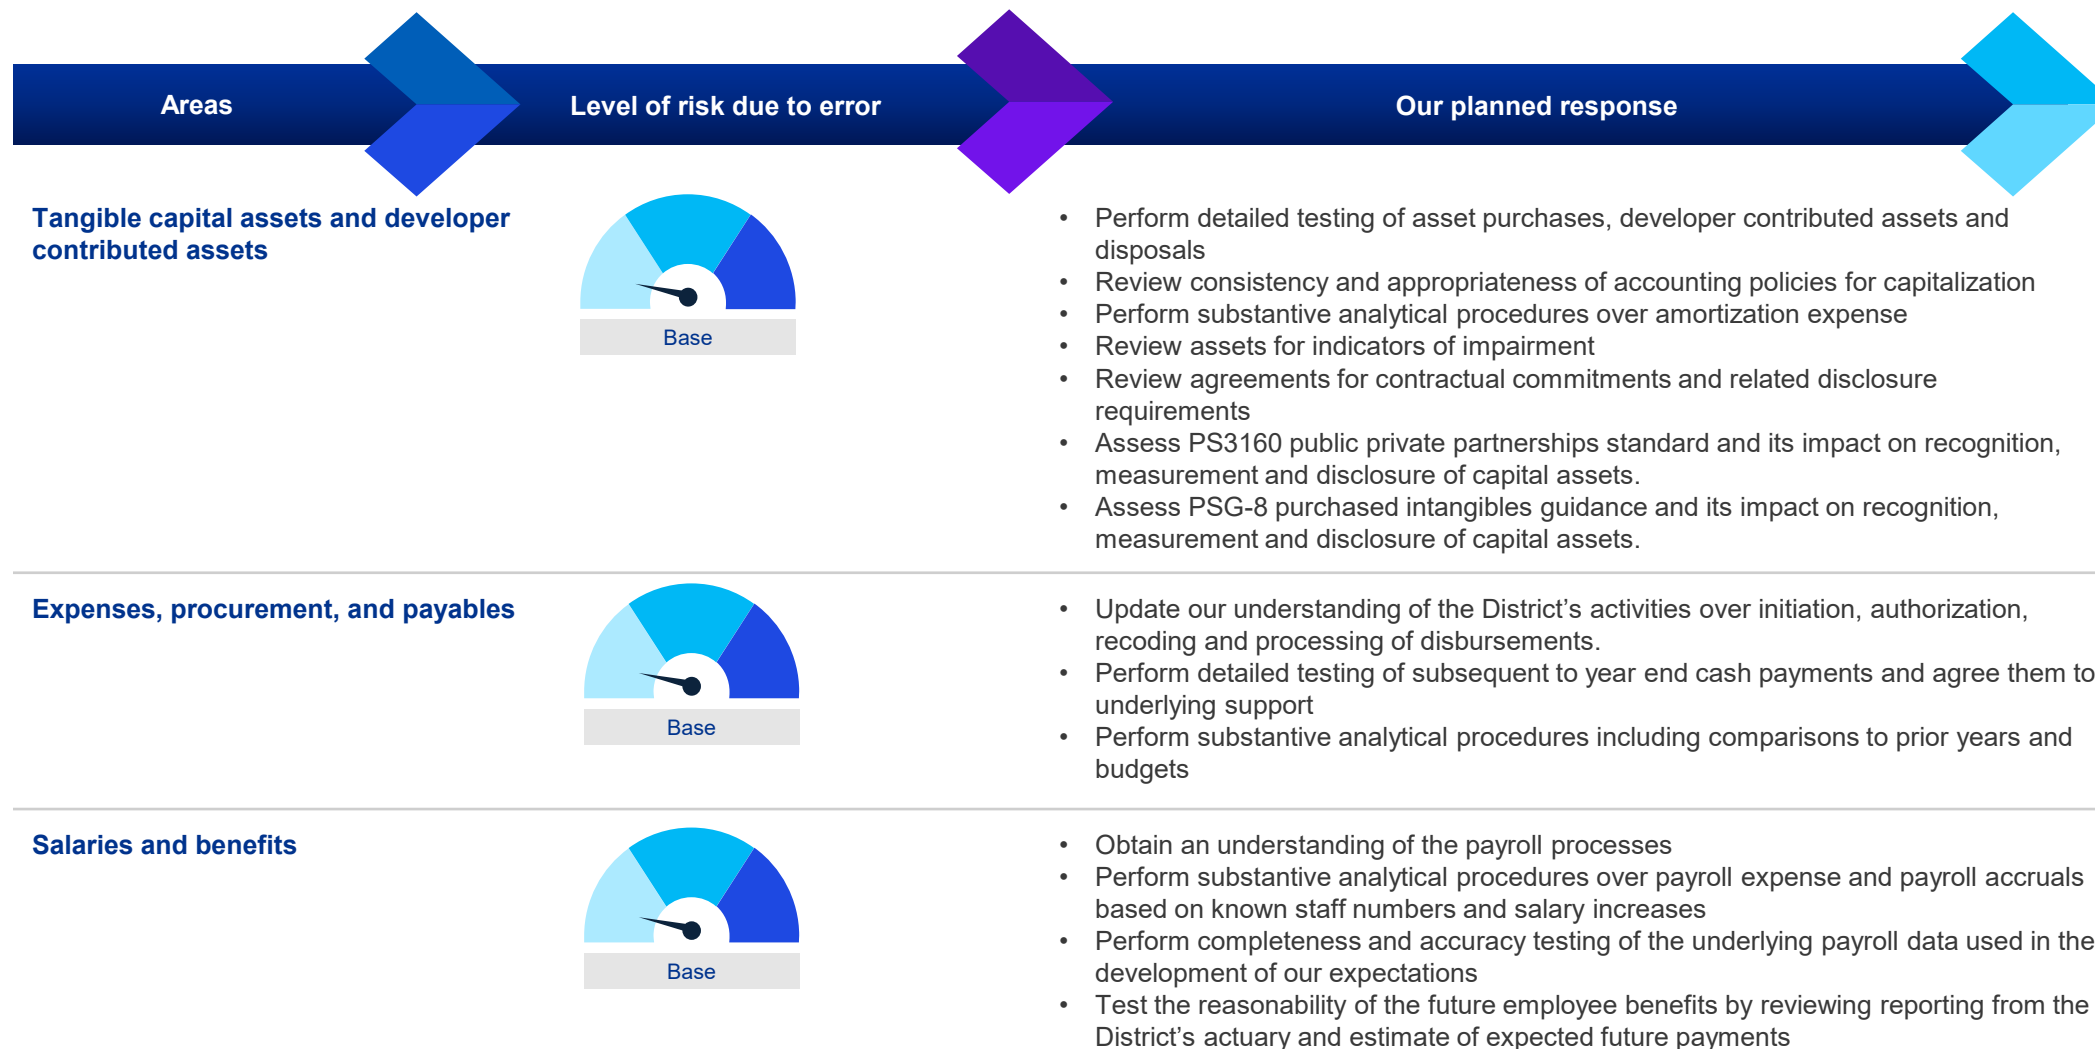 Areas
Level of risk due to error
Our planned response
Tangible capital assets and developer
contributed assets
Base
• Perform detailed testing of asset purchases, developer contributed assets and
disposals
• Review consistency and appropriateness of accounting policies for capitalization
• Perform substantive analytical procedures over amortization expense
• Review assets for indicators of impairment
• Review agreements for contractual commitments and related disclosure
requirements
• Assess PS3160 public private partnerships standard and its impact on recognition,
measurement and disclosure of capital assets.
• Assess PSG-8 purchased intangibles guidance and its impact on recognition,
measurement and disclosure of capital assets.
Expenses, procurement, and payables
Base
• Update our understanding of the District’s activities over initiation, authorization,
recoding and processing of disbursements.
• Perform detailed testing of subsequent to year end cash payments and agree them to
underlying support
• Perform substantive analytical procedures including comparisons to prior years and
budgets
Salaries and benefits
Base
• Obtain an understanding of the payroll processes
• Perform substantive analytical procedures over payroll expense and payroll accruals
based on known staff numbers and salary increases
• Perform completeness and accuracy testing of the underlying payroll data used in the
development of our expectations
• Test the reasonability of the future employee benefits by reviewing reporting from the
District’s actuary and estimate of expected future payments